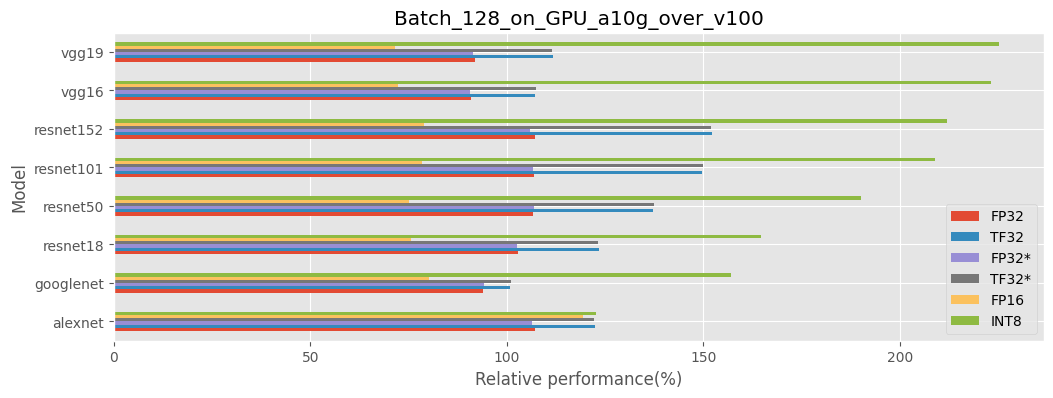 Batch_128_on_GPU_a10g_over_v100
vgg19
vgg16
resnet152
resnet101
resnet50
resnet18
googlenet
alexnet
Model
0 50 100 150 200
Relative performance(%)
FP32
TF32
FP32*
TF32*
FP16
INT8